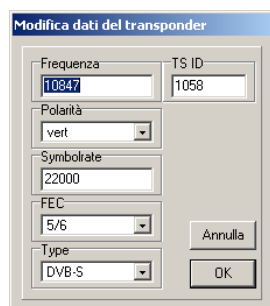 Modifica dati del transponder
Frequenza
10847
TS ID
1058
Polarità
vert
Symbolrate
22000
FEC
5/6
Annulla
Type
DVB-S
OK